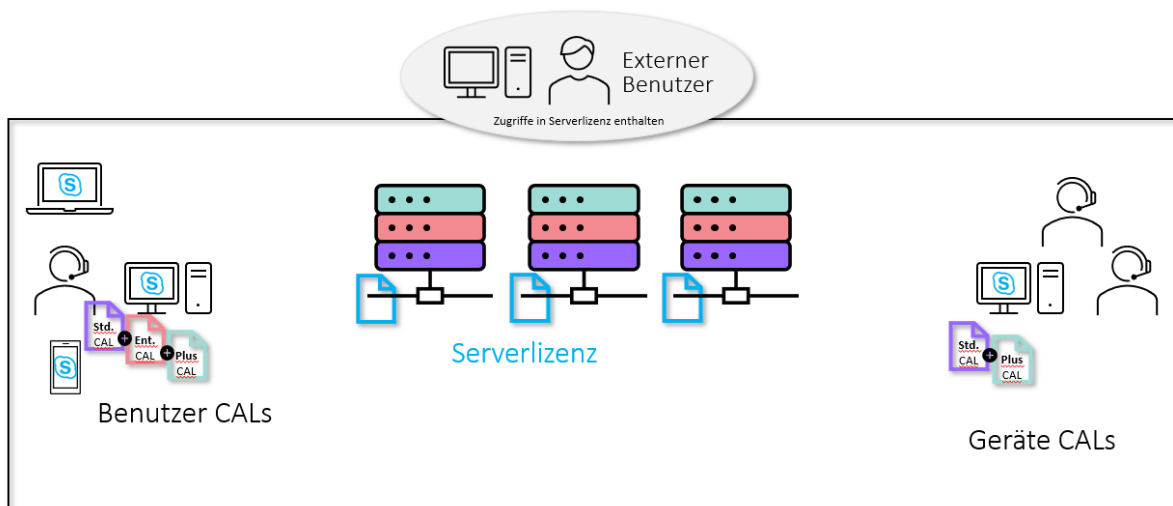 Externer
Benutzer
Zugriffe in Serverlizenz enthalten
S
S
S
Std.
CAL
+
Ent.
CAL
+
Plus
CAL
Benutzer CALs
Serverlizenz
S
Std.
CAL
+
Plus
CAL
Geräte CALs